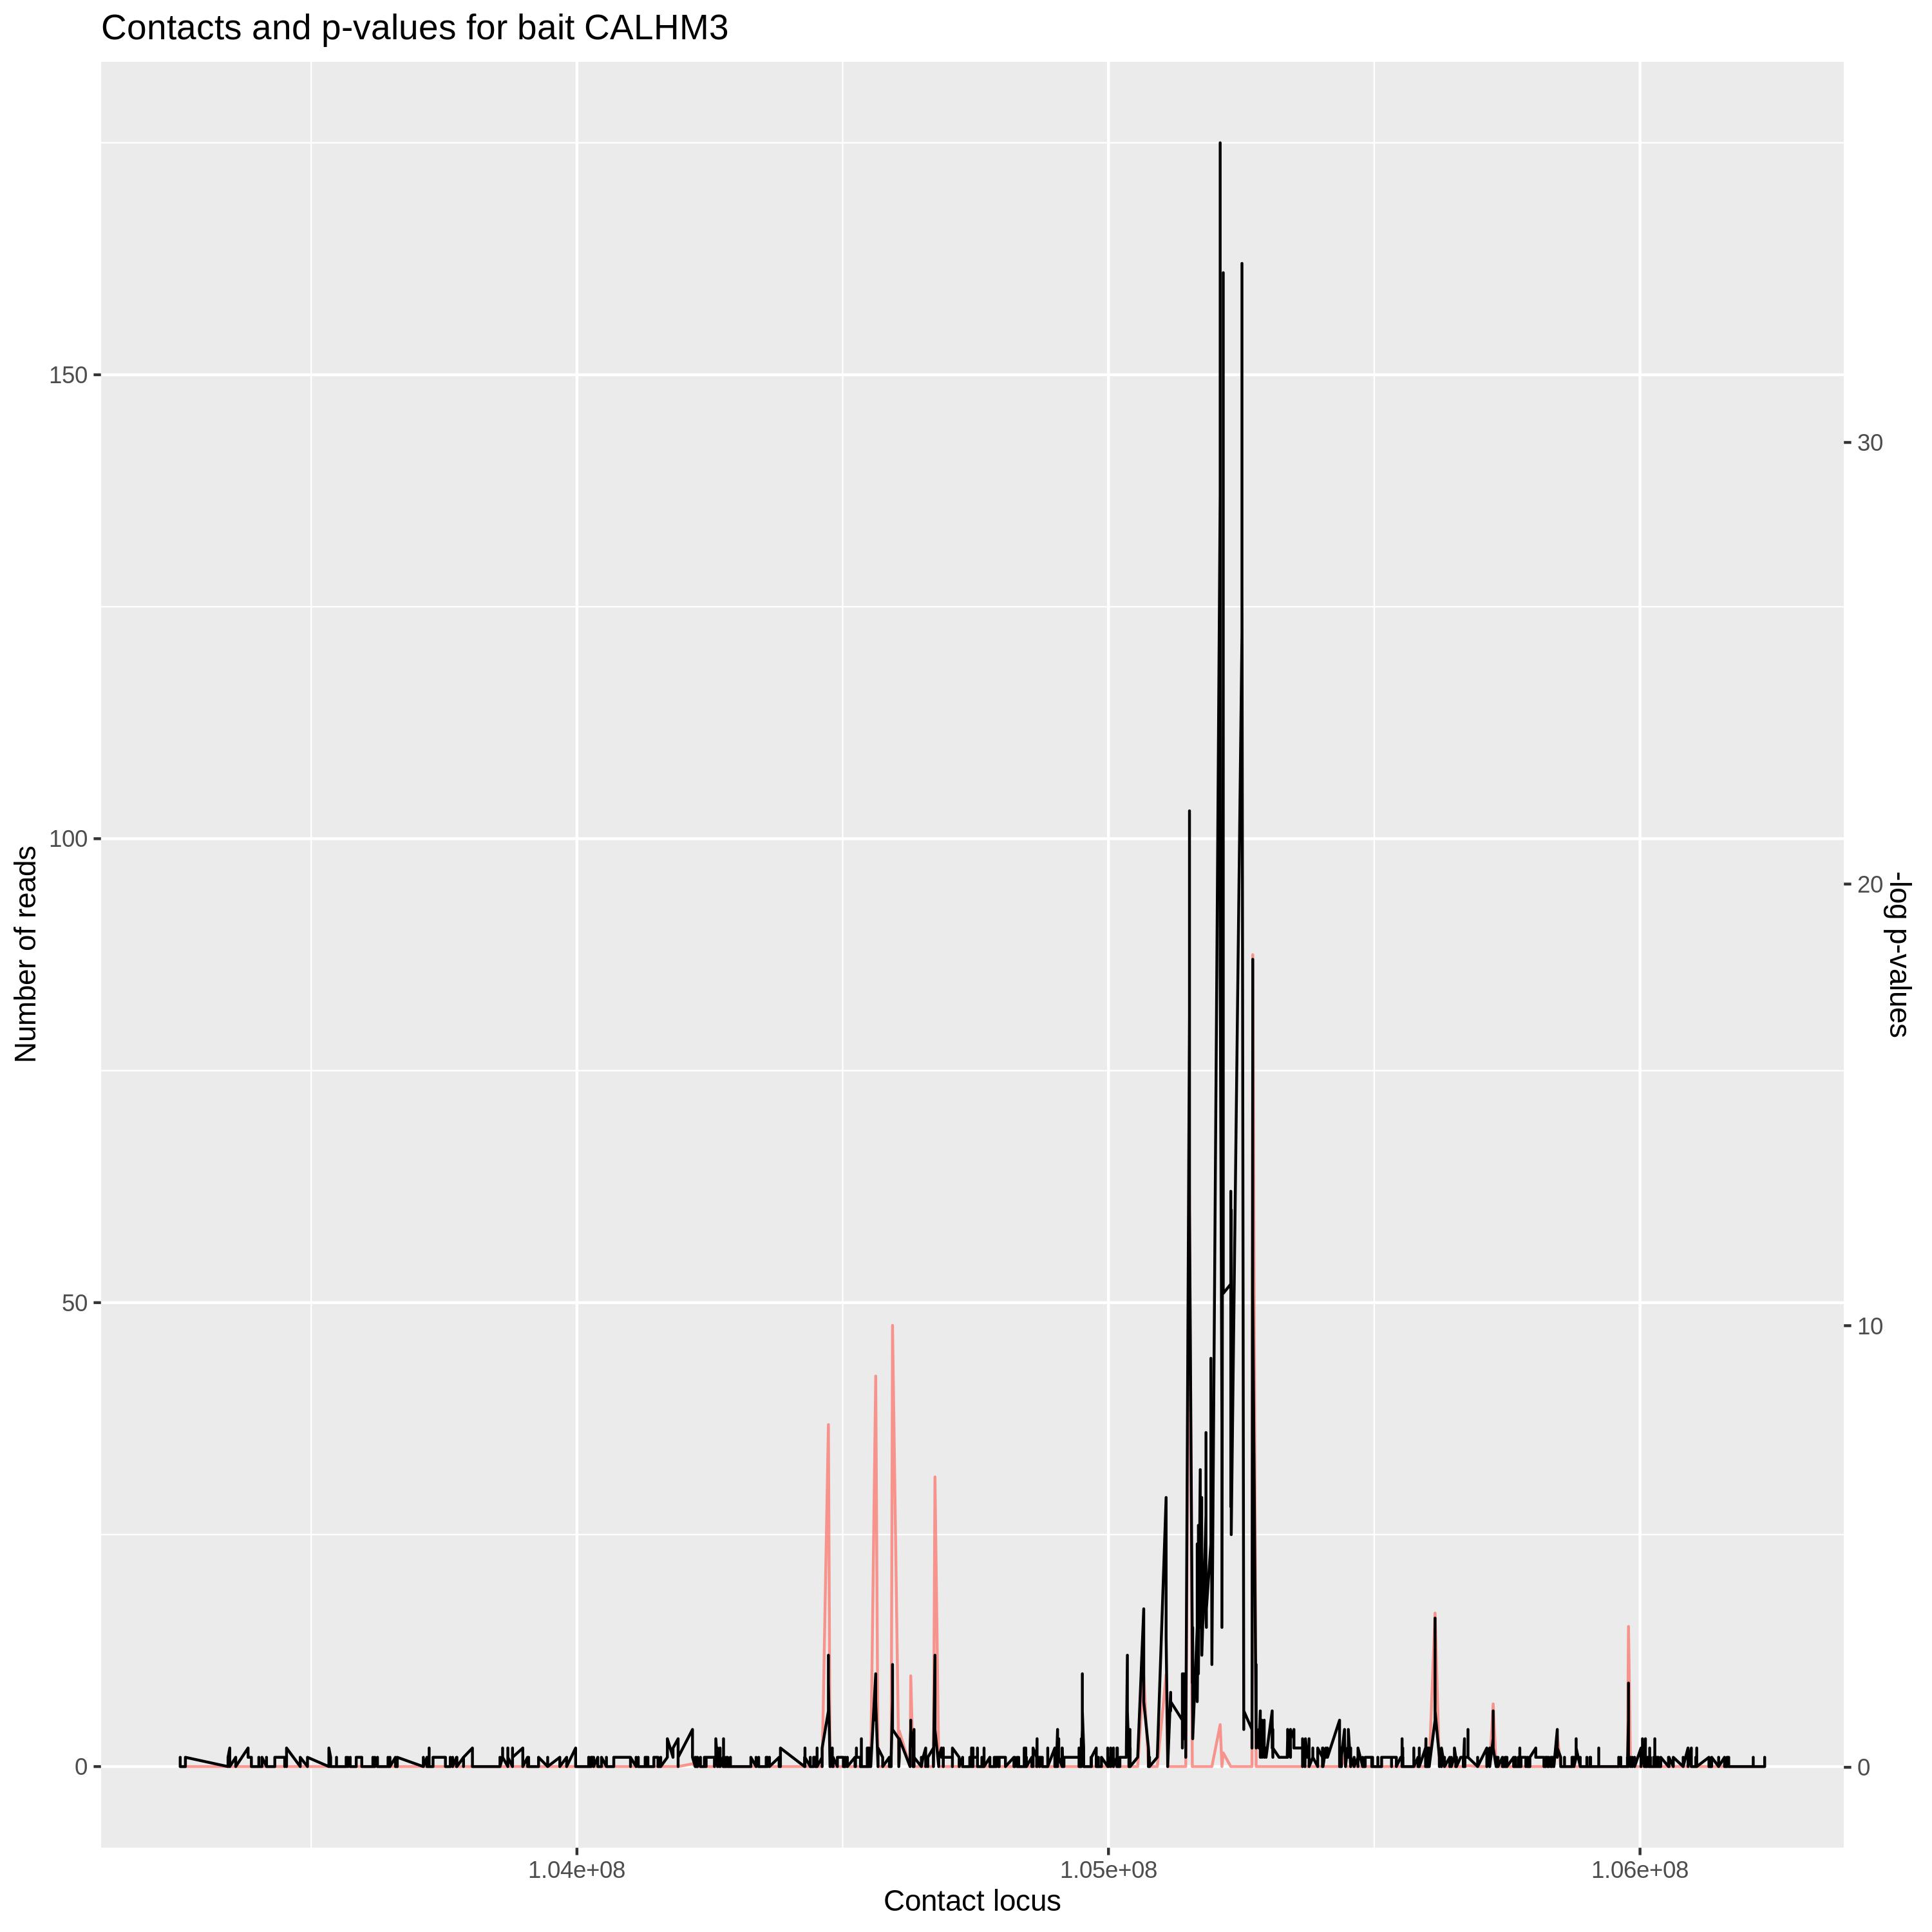 Contacts and p-values for bait CALHM3
Number of reads
150
100
50
0
30
20
10
0
-log p-values
1.04e+08
1.05e+08
1.06e+08
Contact locus